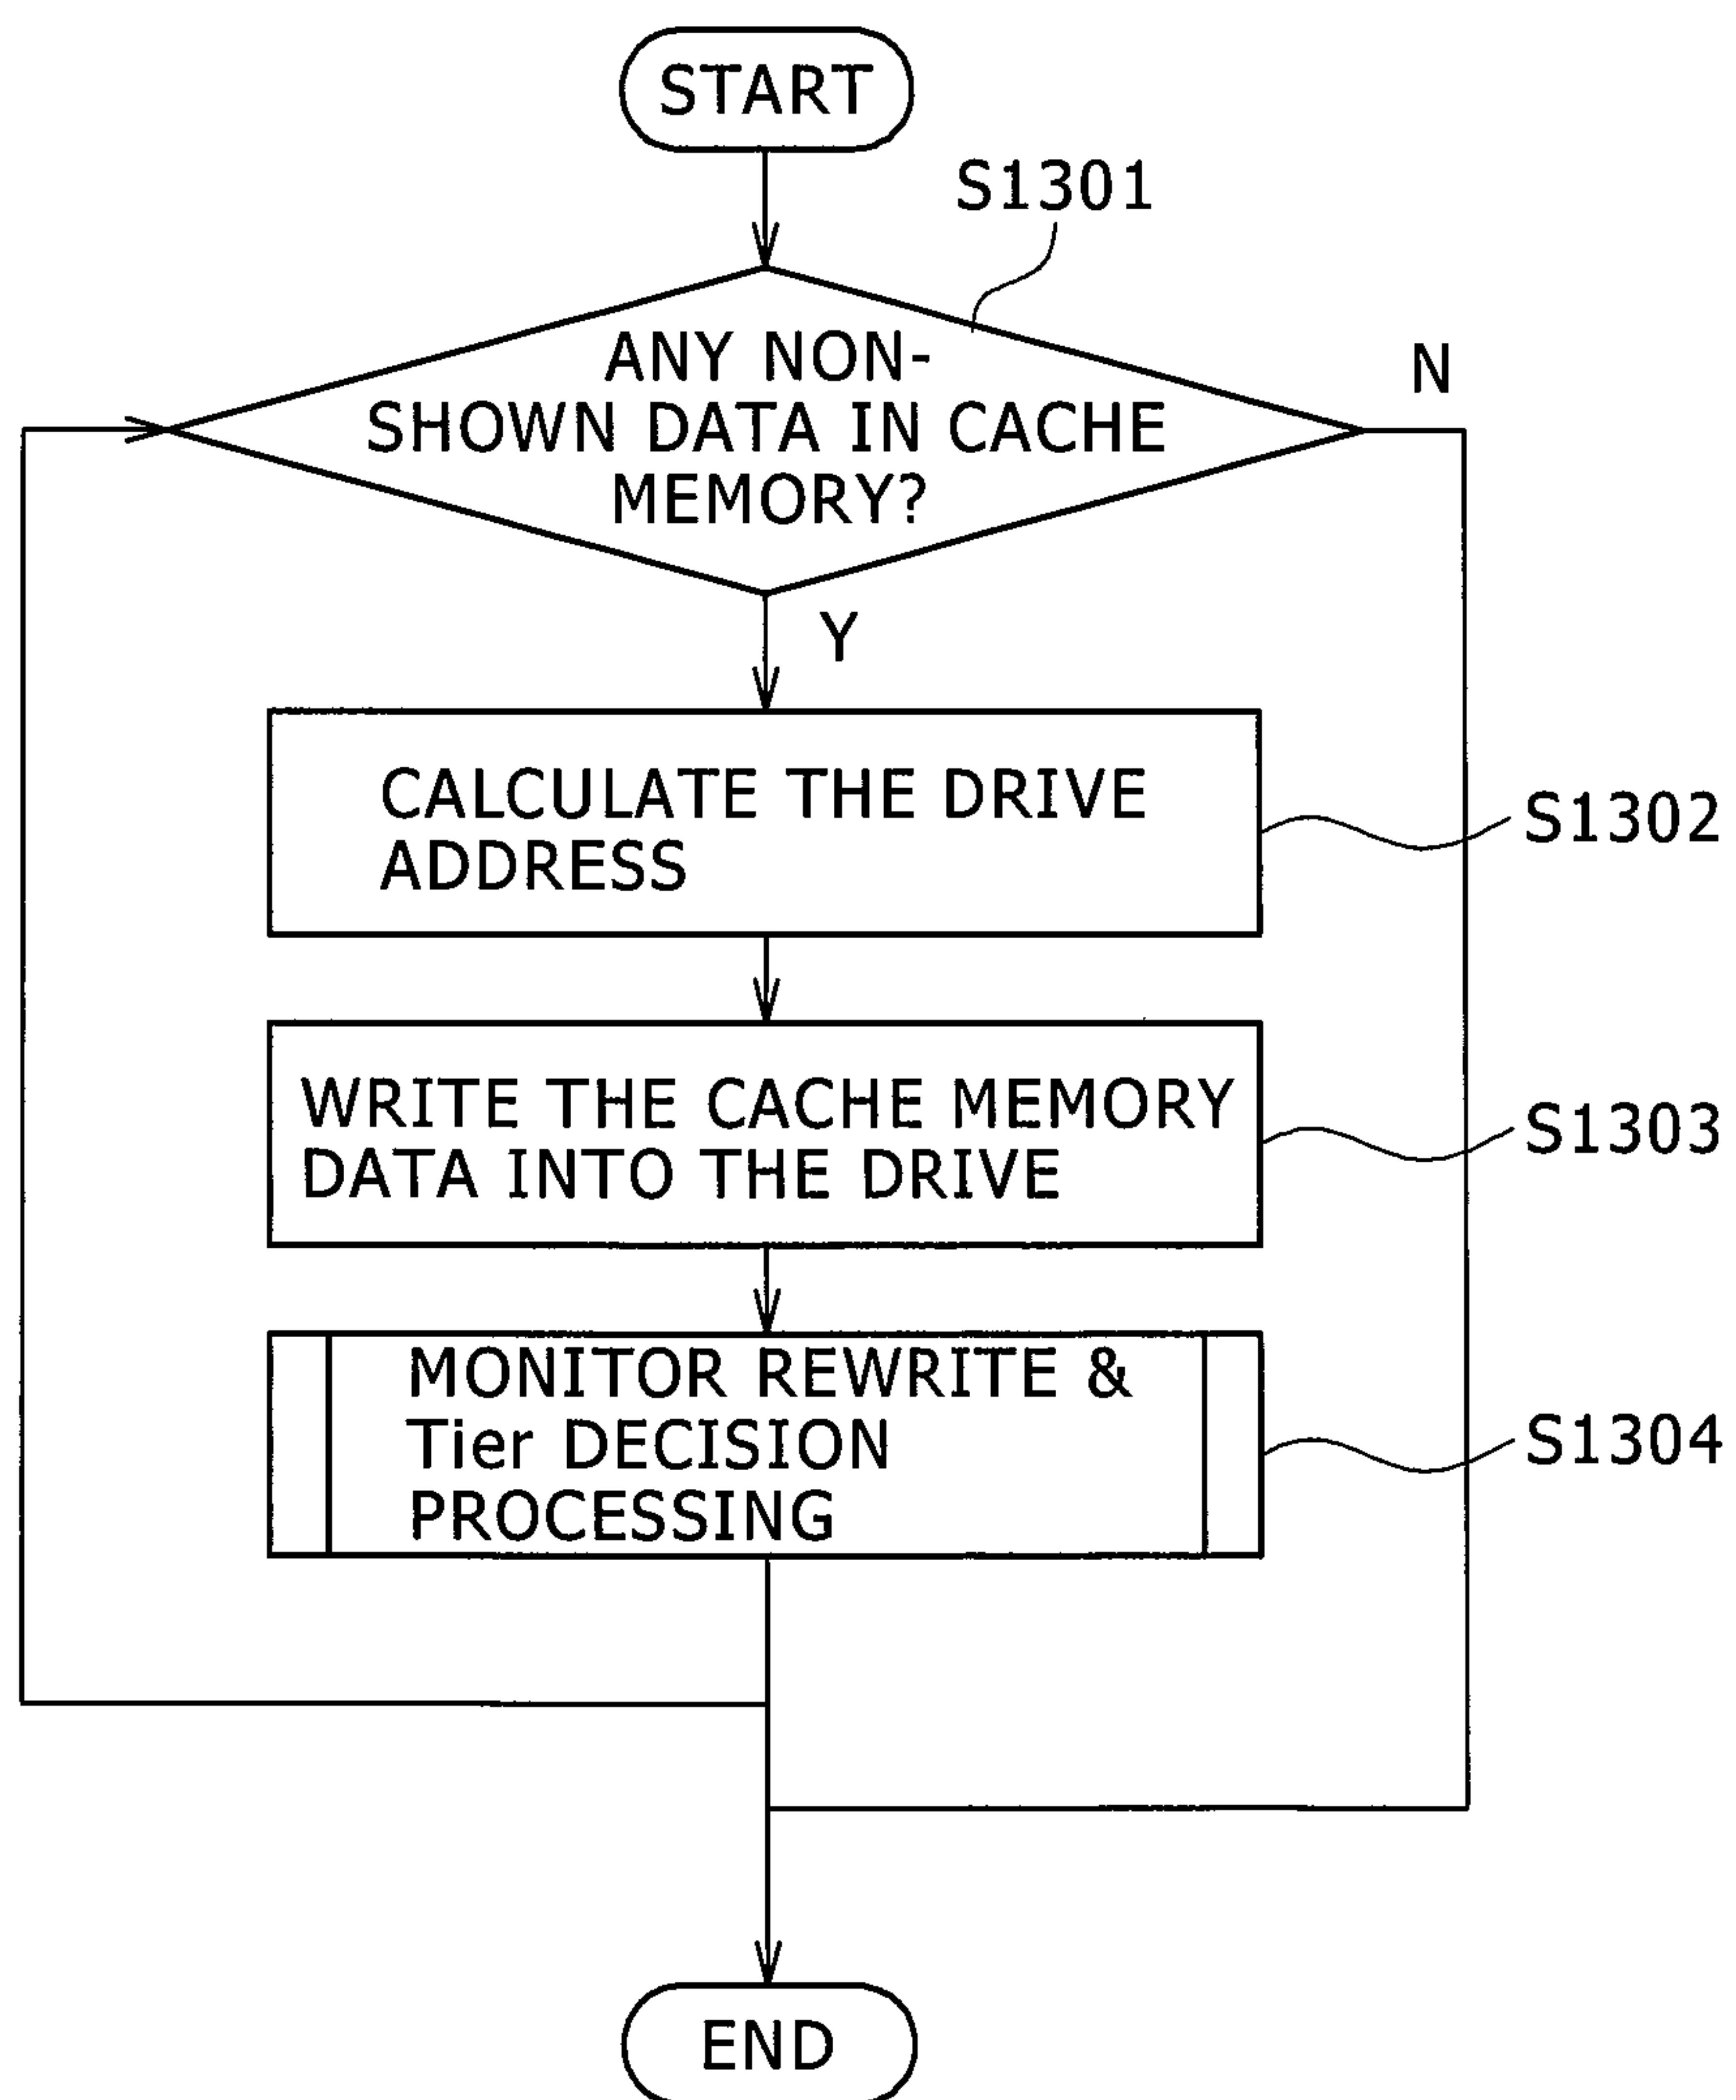 START
S1301
ANY NON-
SHOWN DATA IN CACHE
MEMORY?
N
Y
CALCULATE THE DRIVE
ADDRESS
S1302
WRITE THE CACHE MEMORY
DATA INTO THE DRIVE
S1303
MONITOR REWRITE &
Tier DECISION
PROCESSING
S1304
END